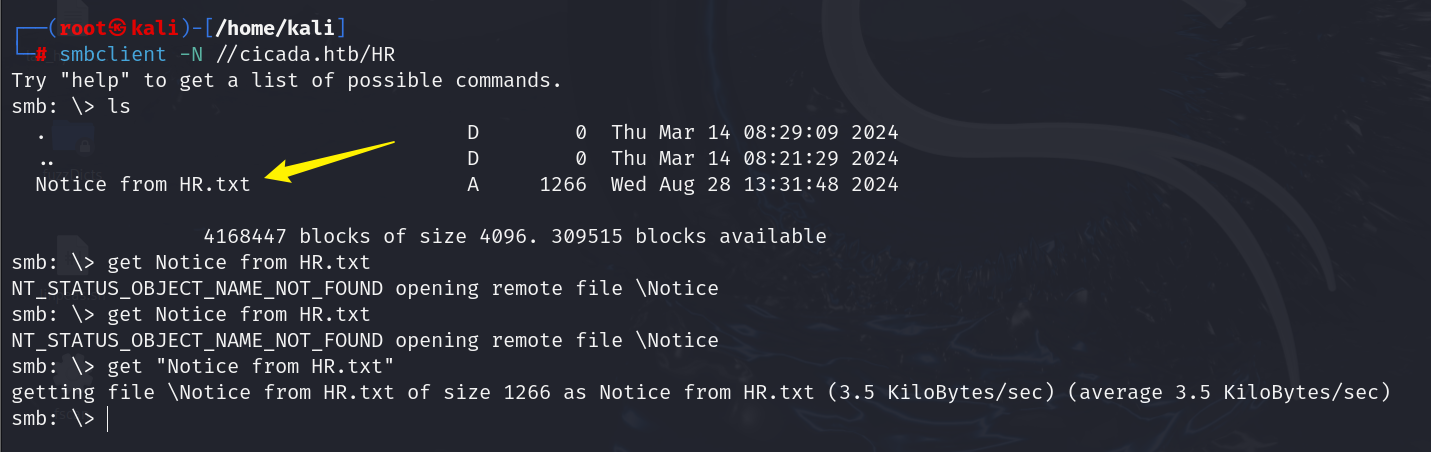 ┌──(root㉿kali)-[/home/kali]
└─# smbclient -N //cicada.htb/HR
Try "help" to get a list of possible commands.
smb: \> ls
  .                                   D        0  Thu Mar 14 08:29:09 2024
  ..                                  D        0  Thu Mar 14 08:21:29 2024
  Notice from HR.txt                  A     1266  Wed Aug 28 13:31:48 2024
                4168447 blocks of size 4096. 309515 blocks available
smb: \> get Notice from HR.txt
NT_STATUS_OBJECT_NAME_NOT_FOUND opening remote file \Notice
smb: \> get Notice from HR.txt
NT_STATUS_OBJECT_NAME_NOT_FOUND opening remote file \Notice
smb: \> get "Notice from HR.txt"
getting file \Notice from HR.txt of size 1266 as Notice from HR.txt (3.5 KiloBytes/sec) (average 3.5 KiloBytes/sec)
smb: \>